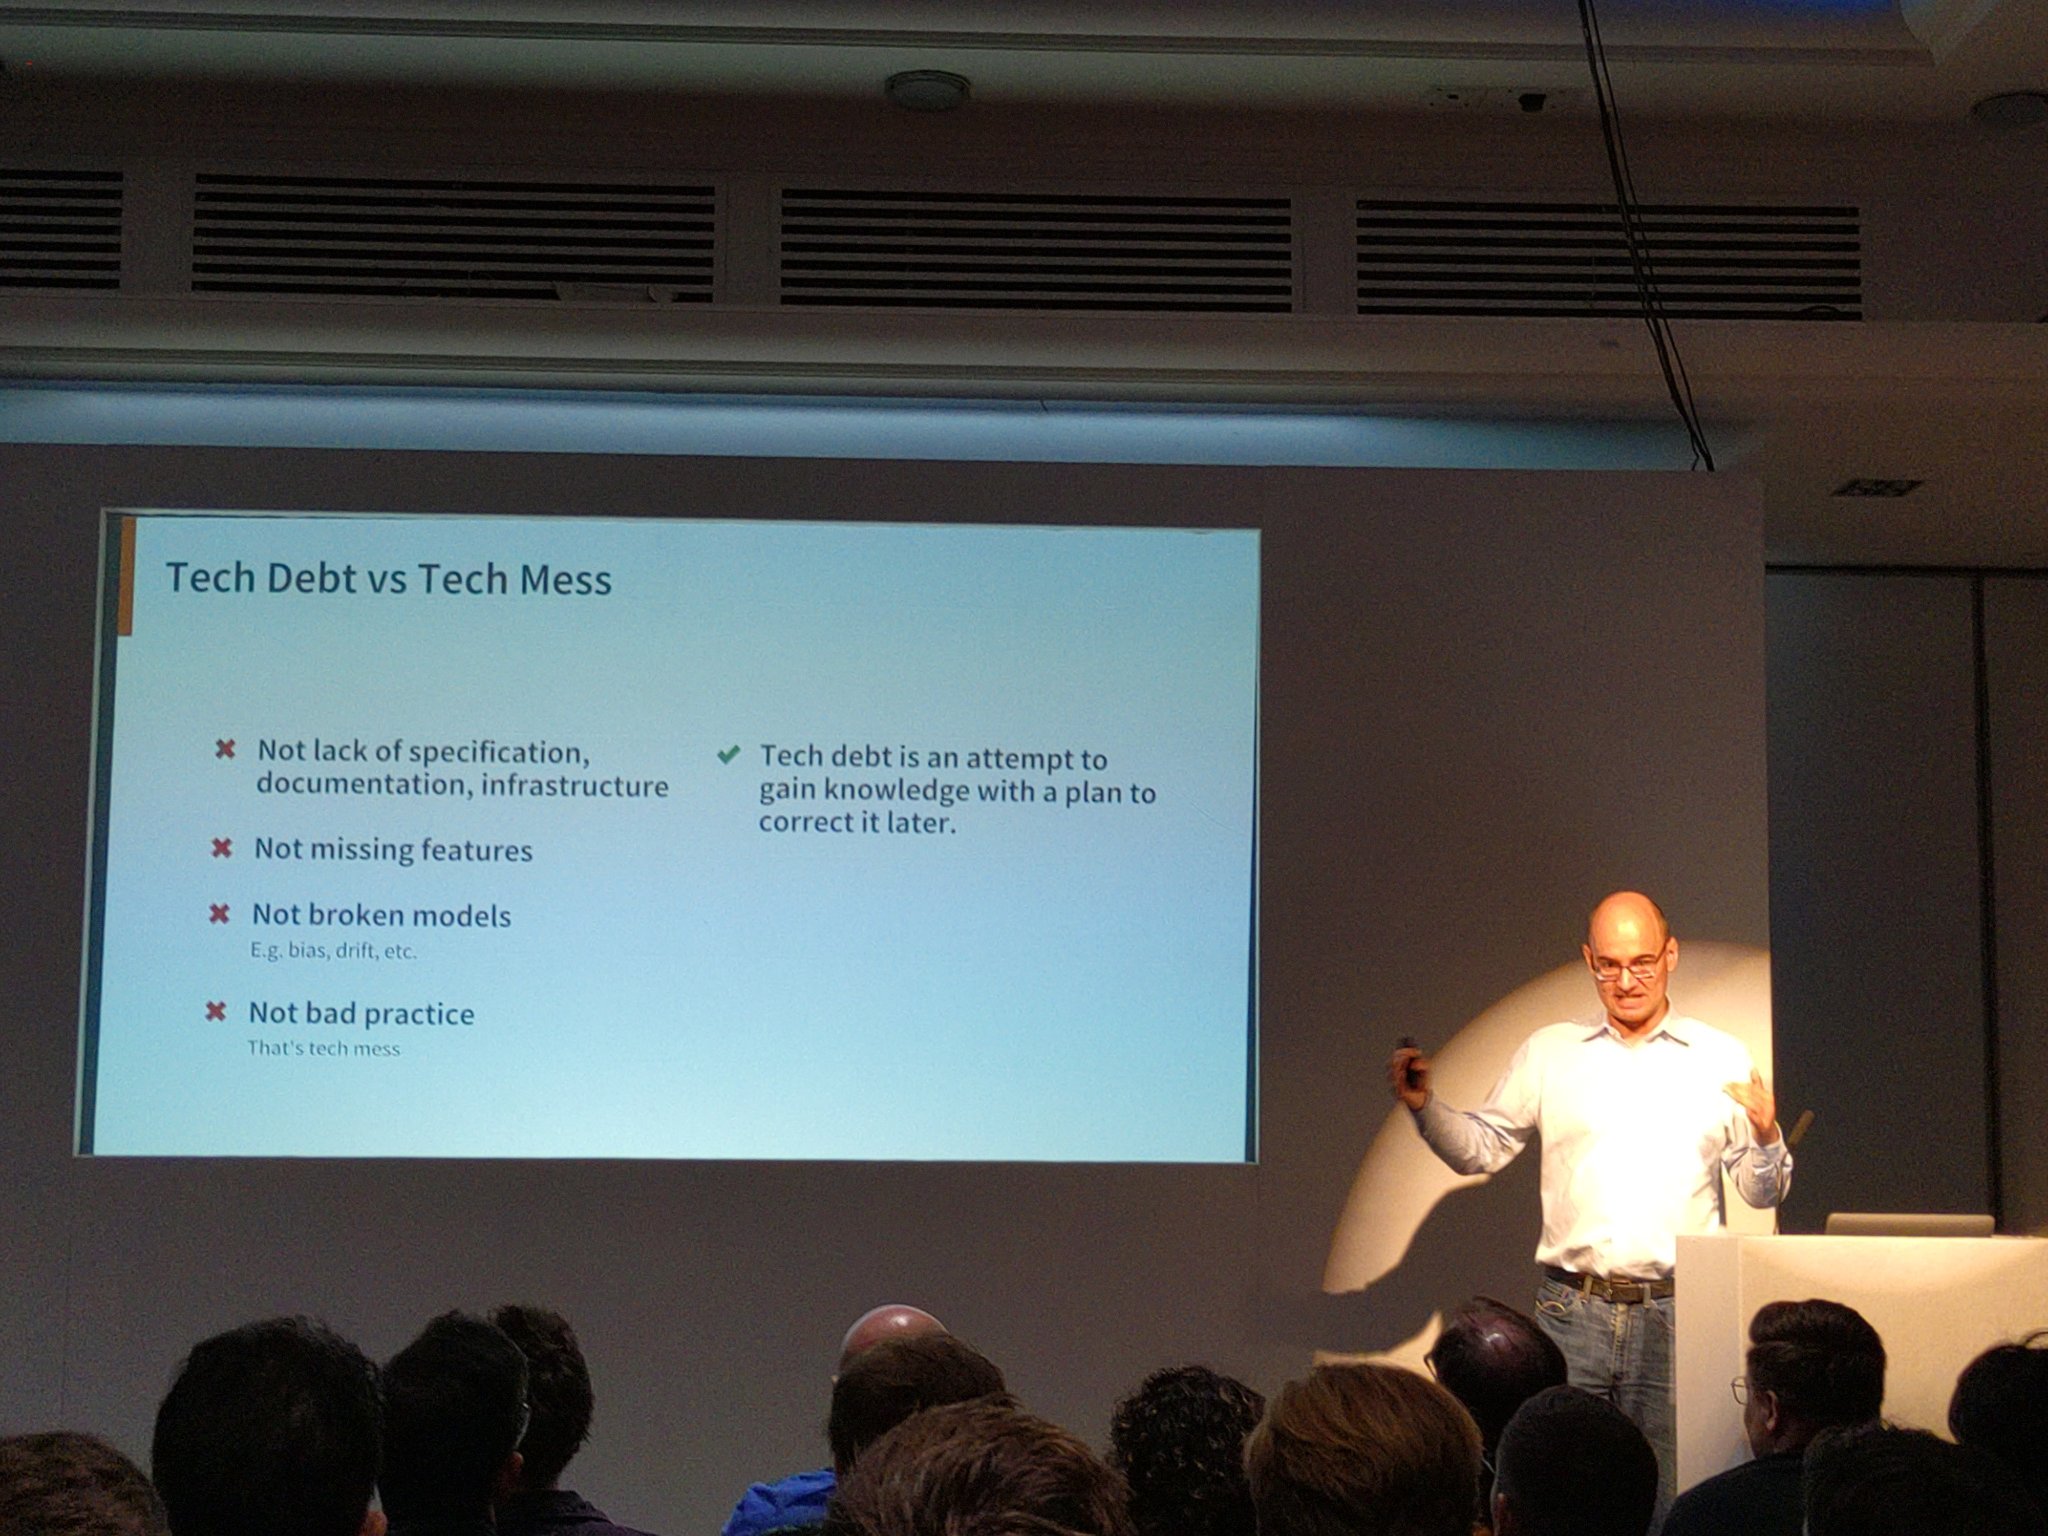 Tech Debt vs Tech Mess
Not lack of specification,
documentation, infrastructure
Not missing features
Not broken models
E.g. bias, drift, etc.
Not bad practice
That's tech mess
Tech debt is an attempt to
gain knowledge with a plan to
correct it later.